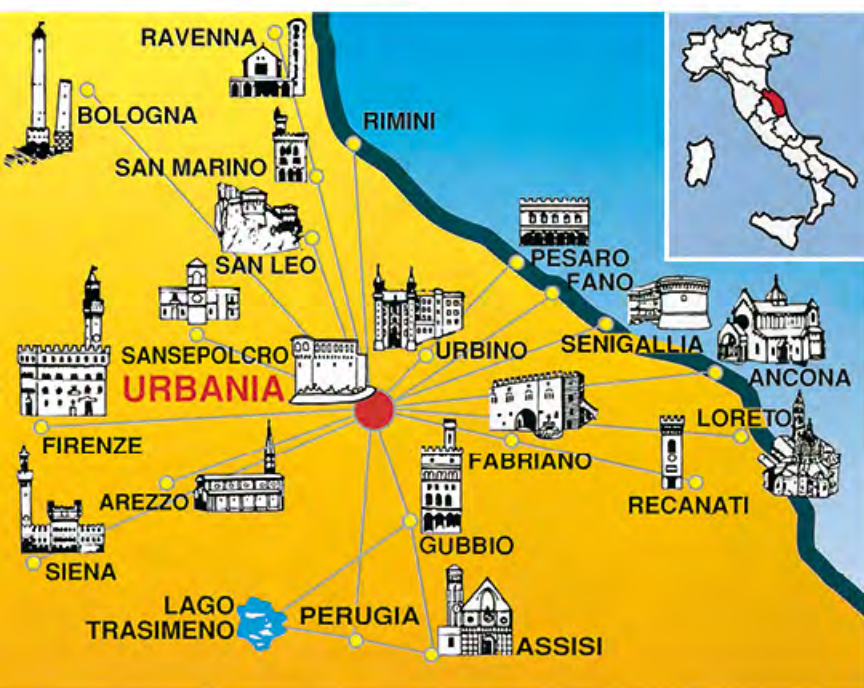 RAVENNA
BOLOGNA
RIMINI
SAN MARINO
SAN LEO
PESARO
FANO
SANSEPOLCRO
URBINO
SENIGALLIA
URBANIA
ANCONA
LORETO
FIRENZE
FABRIANO
AREZZO
RECANATI
GUBBIO
SIENA
LAGO
TRASIMENO
PERUGIA
ASSISI